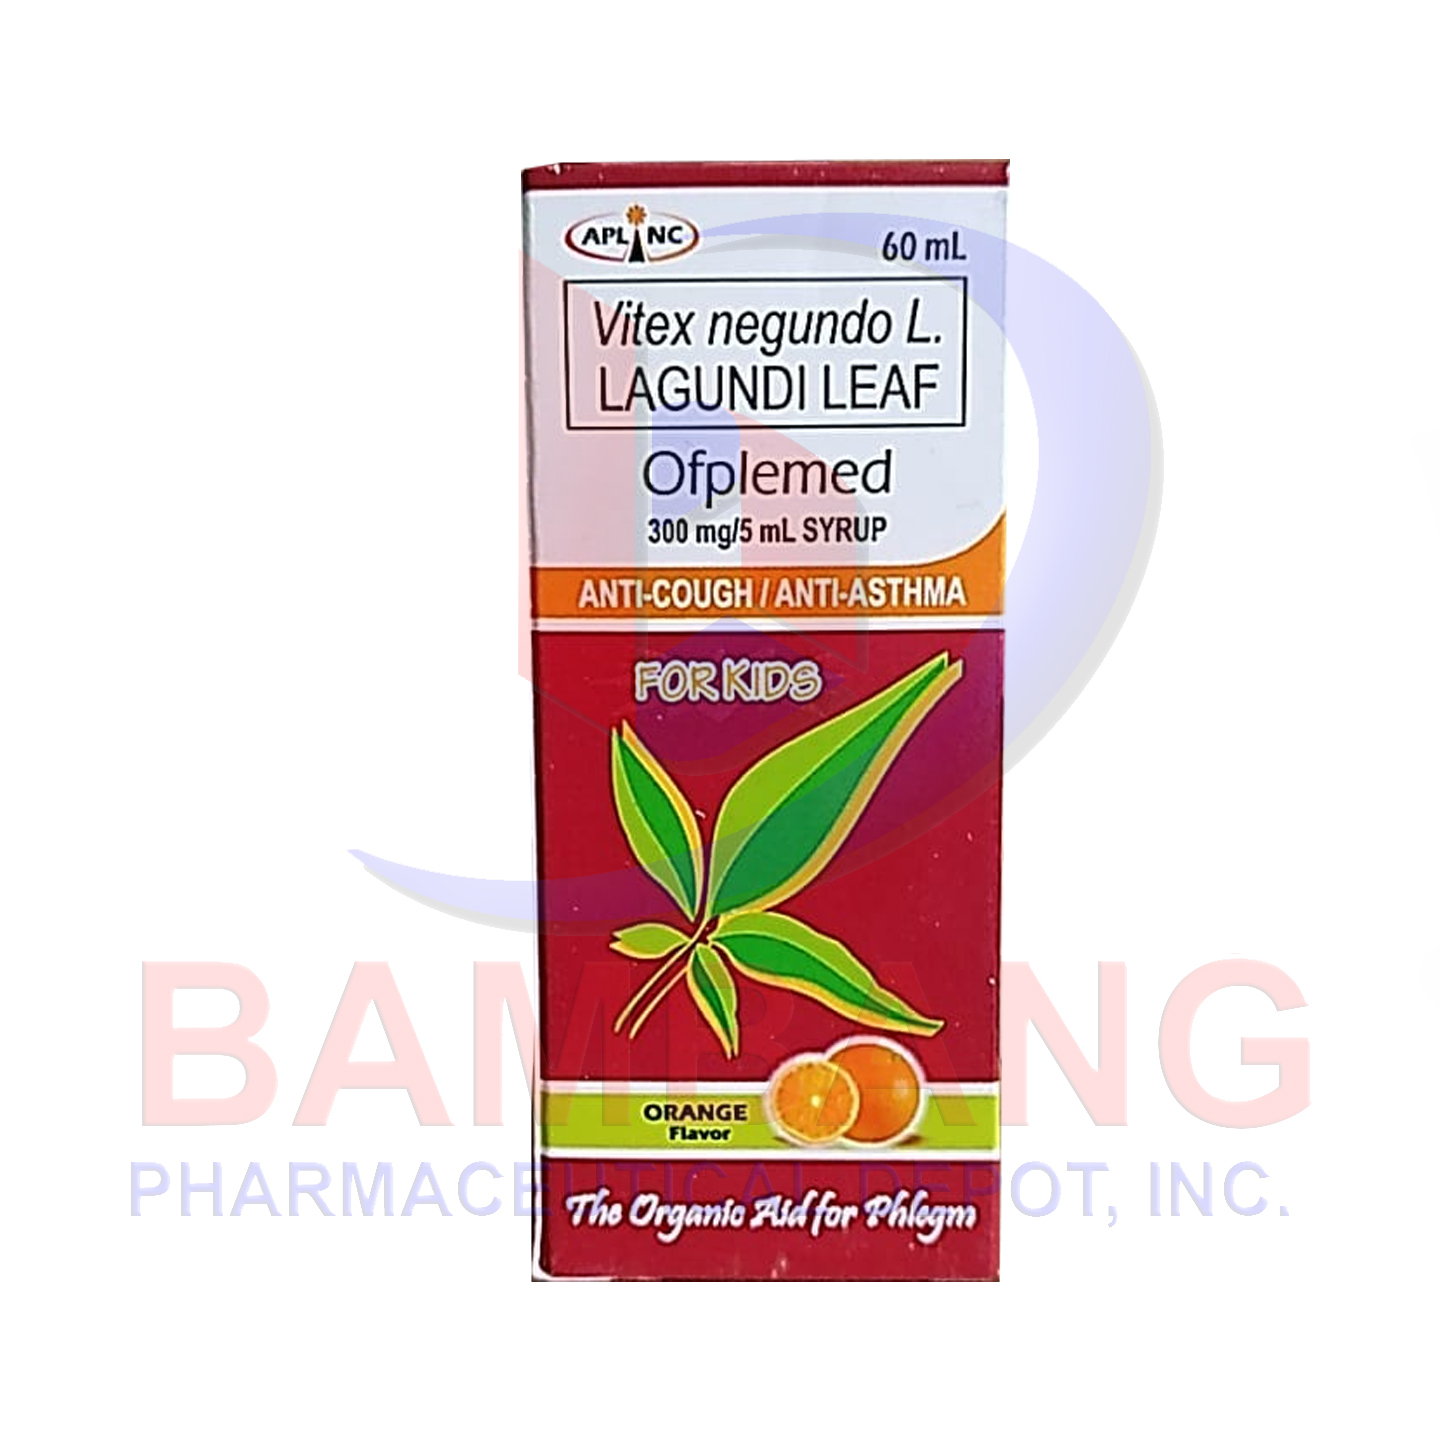 APL NC
60 mL
Vitex negundo L.
LAGUNDI LEAF
Ofplemed
300 mg/5 mL SYRUP
ANTI-COUGH / ANTI-ASTHMA
FOR KIDS
ORANGE
Flavor
The Organic Aid for Phlegm
BAMBANG
PHARMACEUTICAL DEPOT, INC.